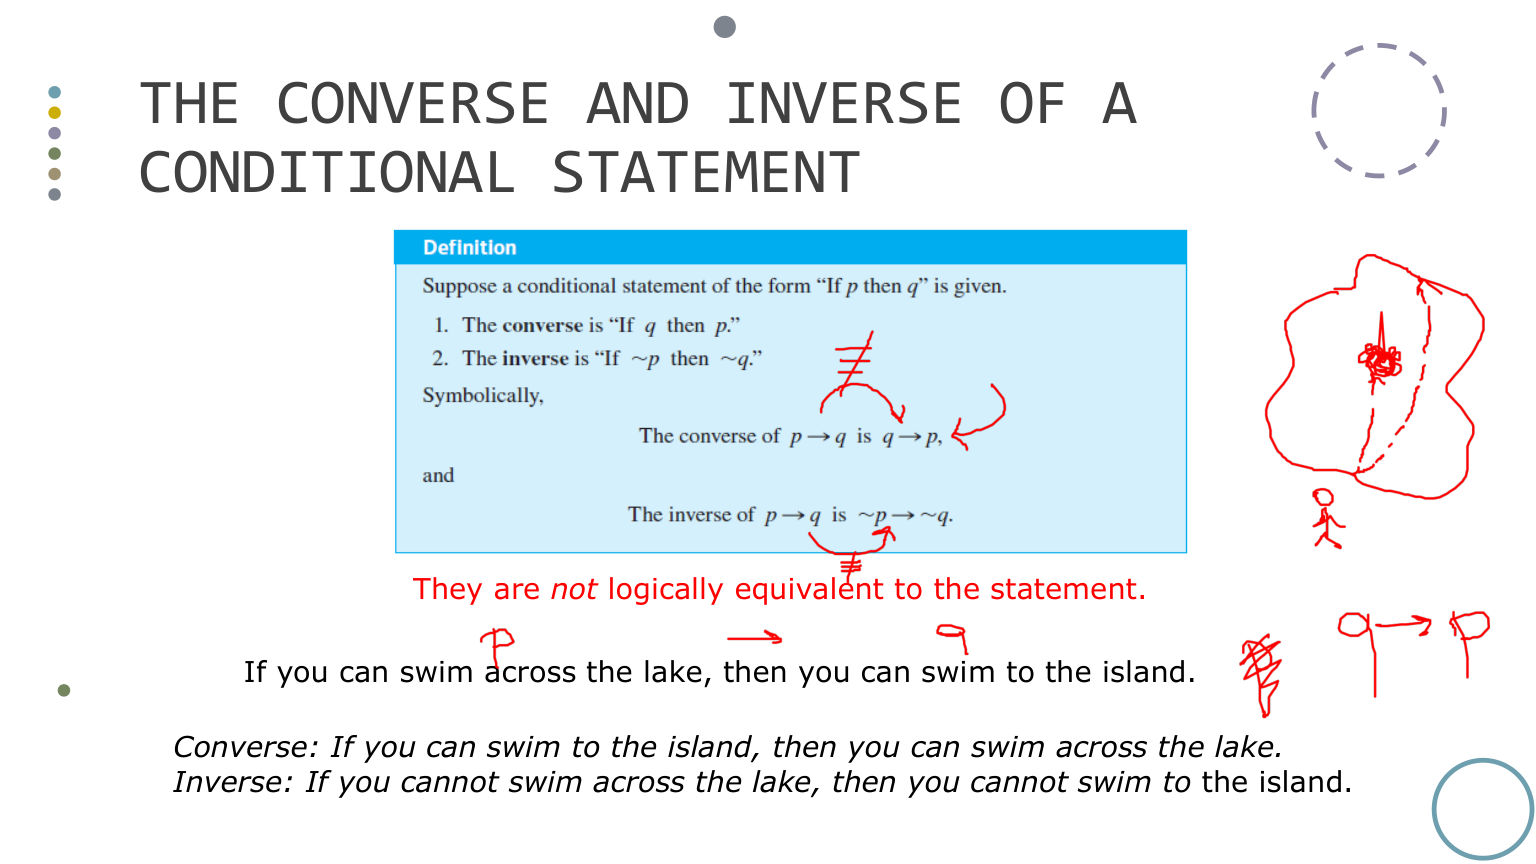 THE CONVERSE AND INVERSE OF A
CONDITIONAL STATEMENT
Definition
Suppose a conditional statement of the form “If p then q” is given.
1. The converse is “If q then p.”
2. The inverse is “If ~p then ~q.”
≢
Symbolically,
The converse of p → q is q → p,
and
The inverse of p → q is ~p → ~q.
≢
They are not logically equivalent to the statement.
p → q
q → p
If you can swim across the lake, then you can swim to the island.
Converse: If you can swim to the island, then you can swim across the lake.
Inverse: If you cannot swim across the lake, then you cannot swim to the island.